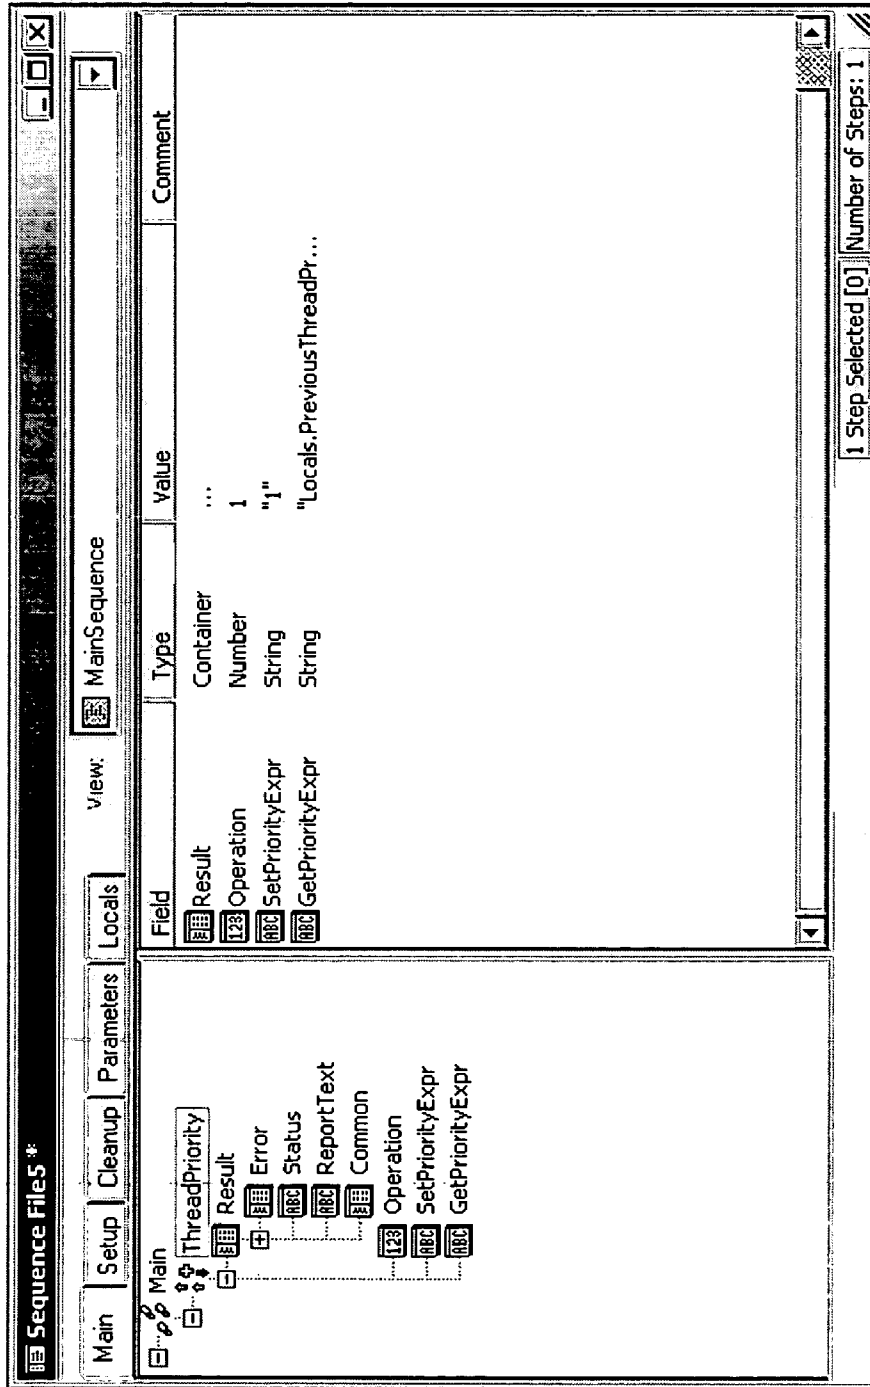 Sequence File5 *
Main Setup Cleanup Parameters Locals View: MainSequence
Main
ThreadPriority
Result
Error
Status
ReportText
Common
Operation
SetPriorityExpr
GetPriorityExpr
Field Type Value Comment
Result Container ...
Operation Number 1
SetPriorityExpr String "1"
GetPriorityExpr String "Locals.PreviousThreadPr...
1 Step Selected [0] Number of Steps: 1